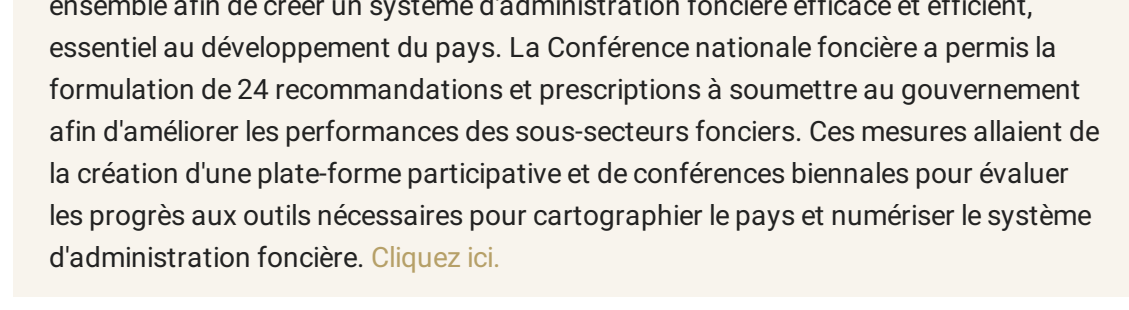 ensemble afin de créer un système d'administration foncière efficace et efficient,
essentiel au développement du pays. La Conférence nationale foncière a permis la
formulation de 24 recommandations et prescriptions à soumettre au gouvernement
afin d'améliorer les performances des sous-secteurs fonciers. Ces mesures allaient de
la création d'une plate-forme participative et de conférences biennales pour évaluer
les progrès aux outils nécessaires pour cartographier le pays et numériser le système
d'administration foncière. Cliquez ici.